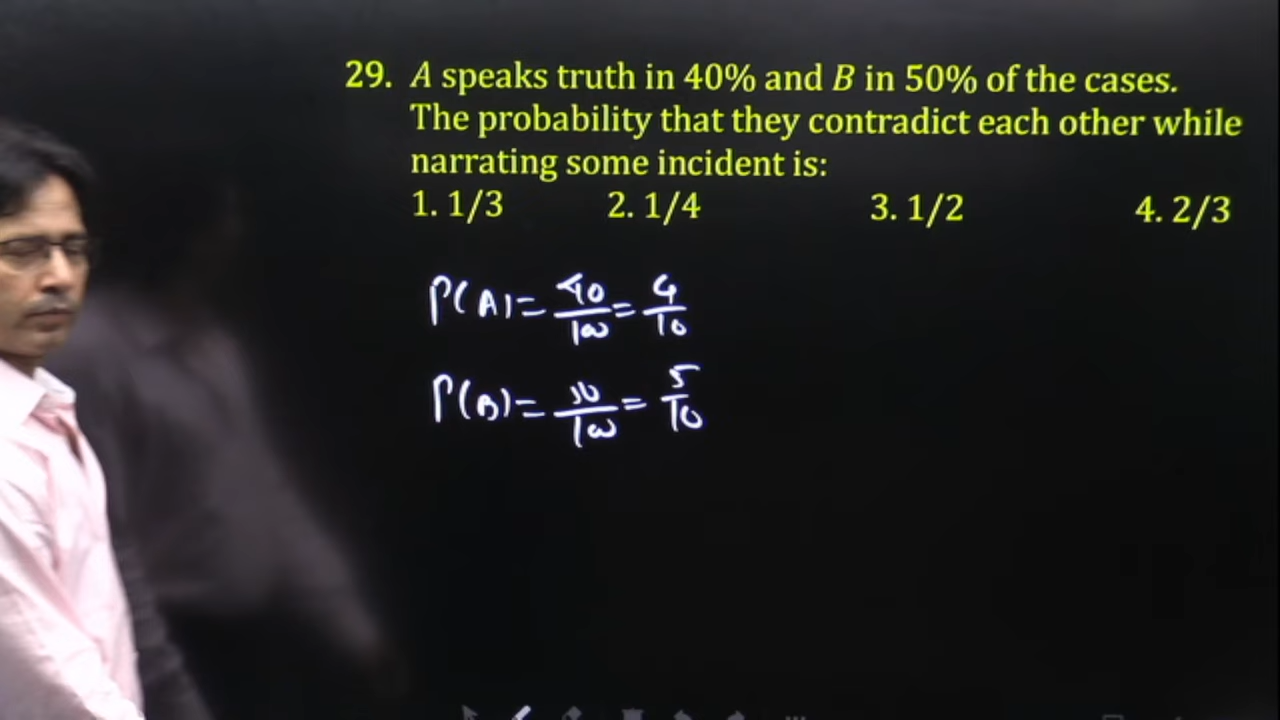 29. A speaks truth in 40% and B in 50% of the cases.
The probability that they contradict each other while
narrating some incident is:
1. 1/3 2. 1/4 3. 1/2 4. 2/3
P(A) = 40/100 = 4/10
P(B) = 50/100 = 5/10